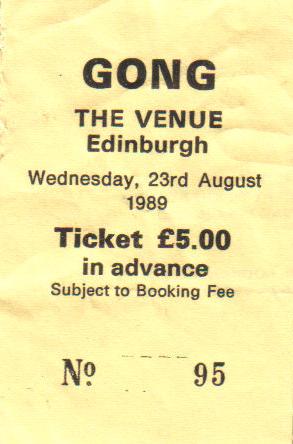 GONG
THE VENUE
Edinburgh
Wednesday, 23rd August
1989
Ticket £5.00
in advance
Subject to Booking Fee
Nº 95